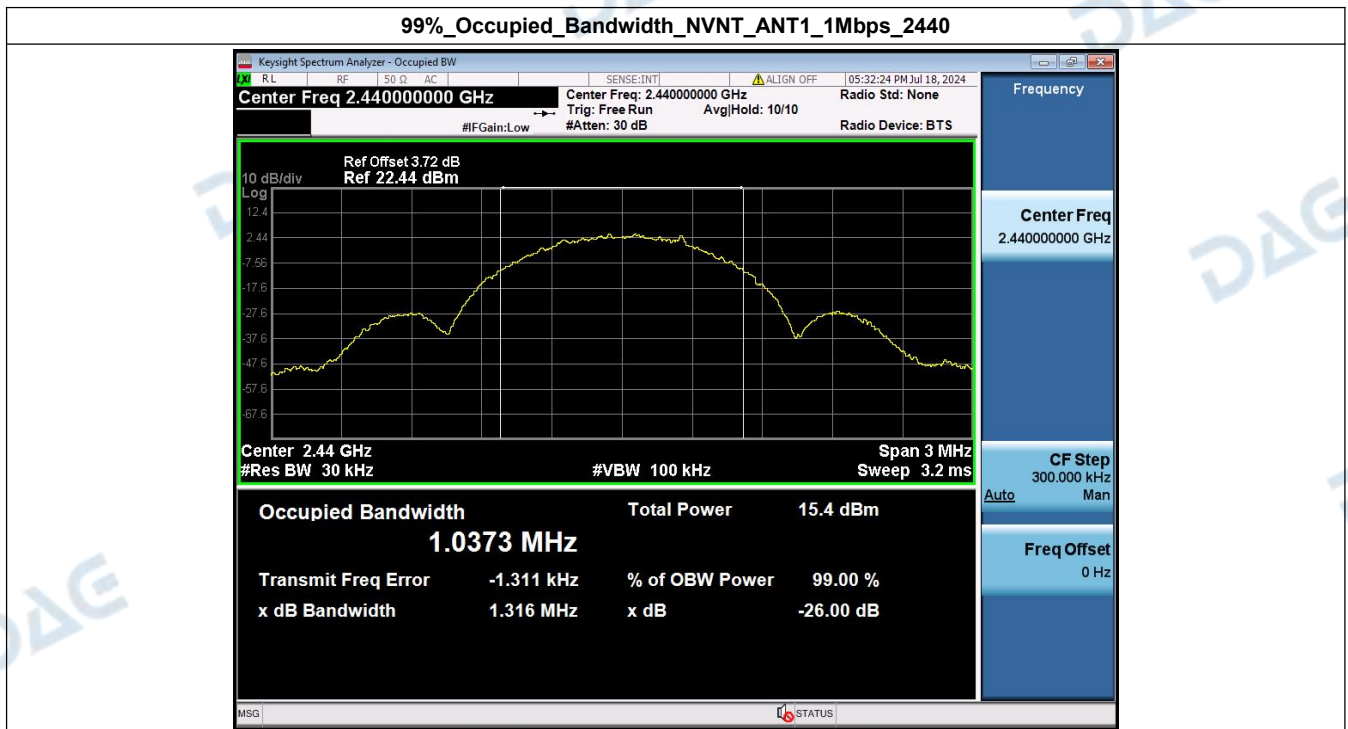 99%_Occupied_Bandwidth_NVNT_ANT1_1Mbps_2440
Keysight Spectrum Analyzer - Occupied BW
LXI RL RF 50 Ω AC SENSE:INT ALIGN OFF 05:32:24 PM Jul 18, 2024
Center Freq 2.440000000 GHz
#IFGain:Low
Center Freq: 2.440000000 GHz
Trig: Free Run Avg|Hold: 10/10
#Atten: 30 dB
Radio Std: None
Radio Device: BTS
Ref Offset 3.72 dB
10 dB/div Ref 22.44 dBm
Log
12.4
2.44
-7.56
-17.6
-27.6
-37.6
-47.6
-57.6
-67.6
Center 2.44 GHz Span 3 MHz
#Res BW 30 kHz #VBW 100 kHz Sweep 3.2 ms
Occupied Bandwidth Total Power 15.4 dBm
1.0373 MHz
Transmit Freq Error -1.311 kHz % of OBW Power 99.00 %
x dB Bandwidth 1.316 MHz x dB -26.00 dB
MSG STATUS
Frequency
Center Freq
2.440000000 GHz
CF Step
300.000 kHz
Auto Man
Freq Offset
0 Hz
DAG
DAG